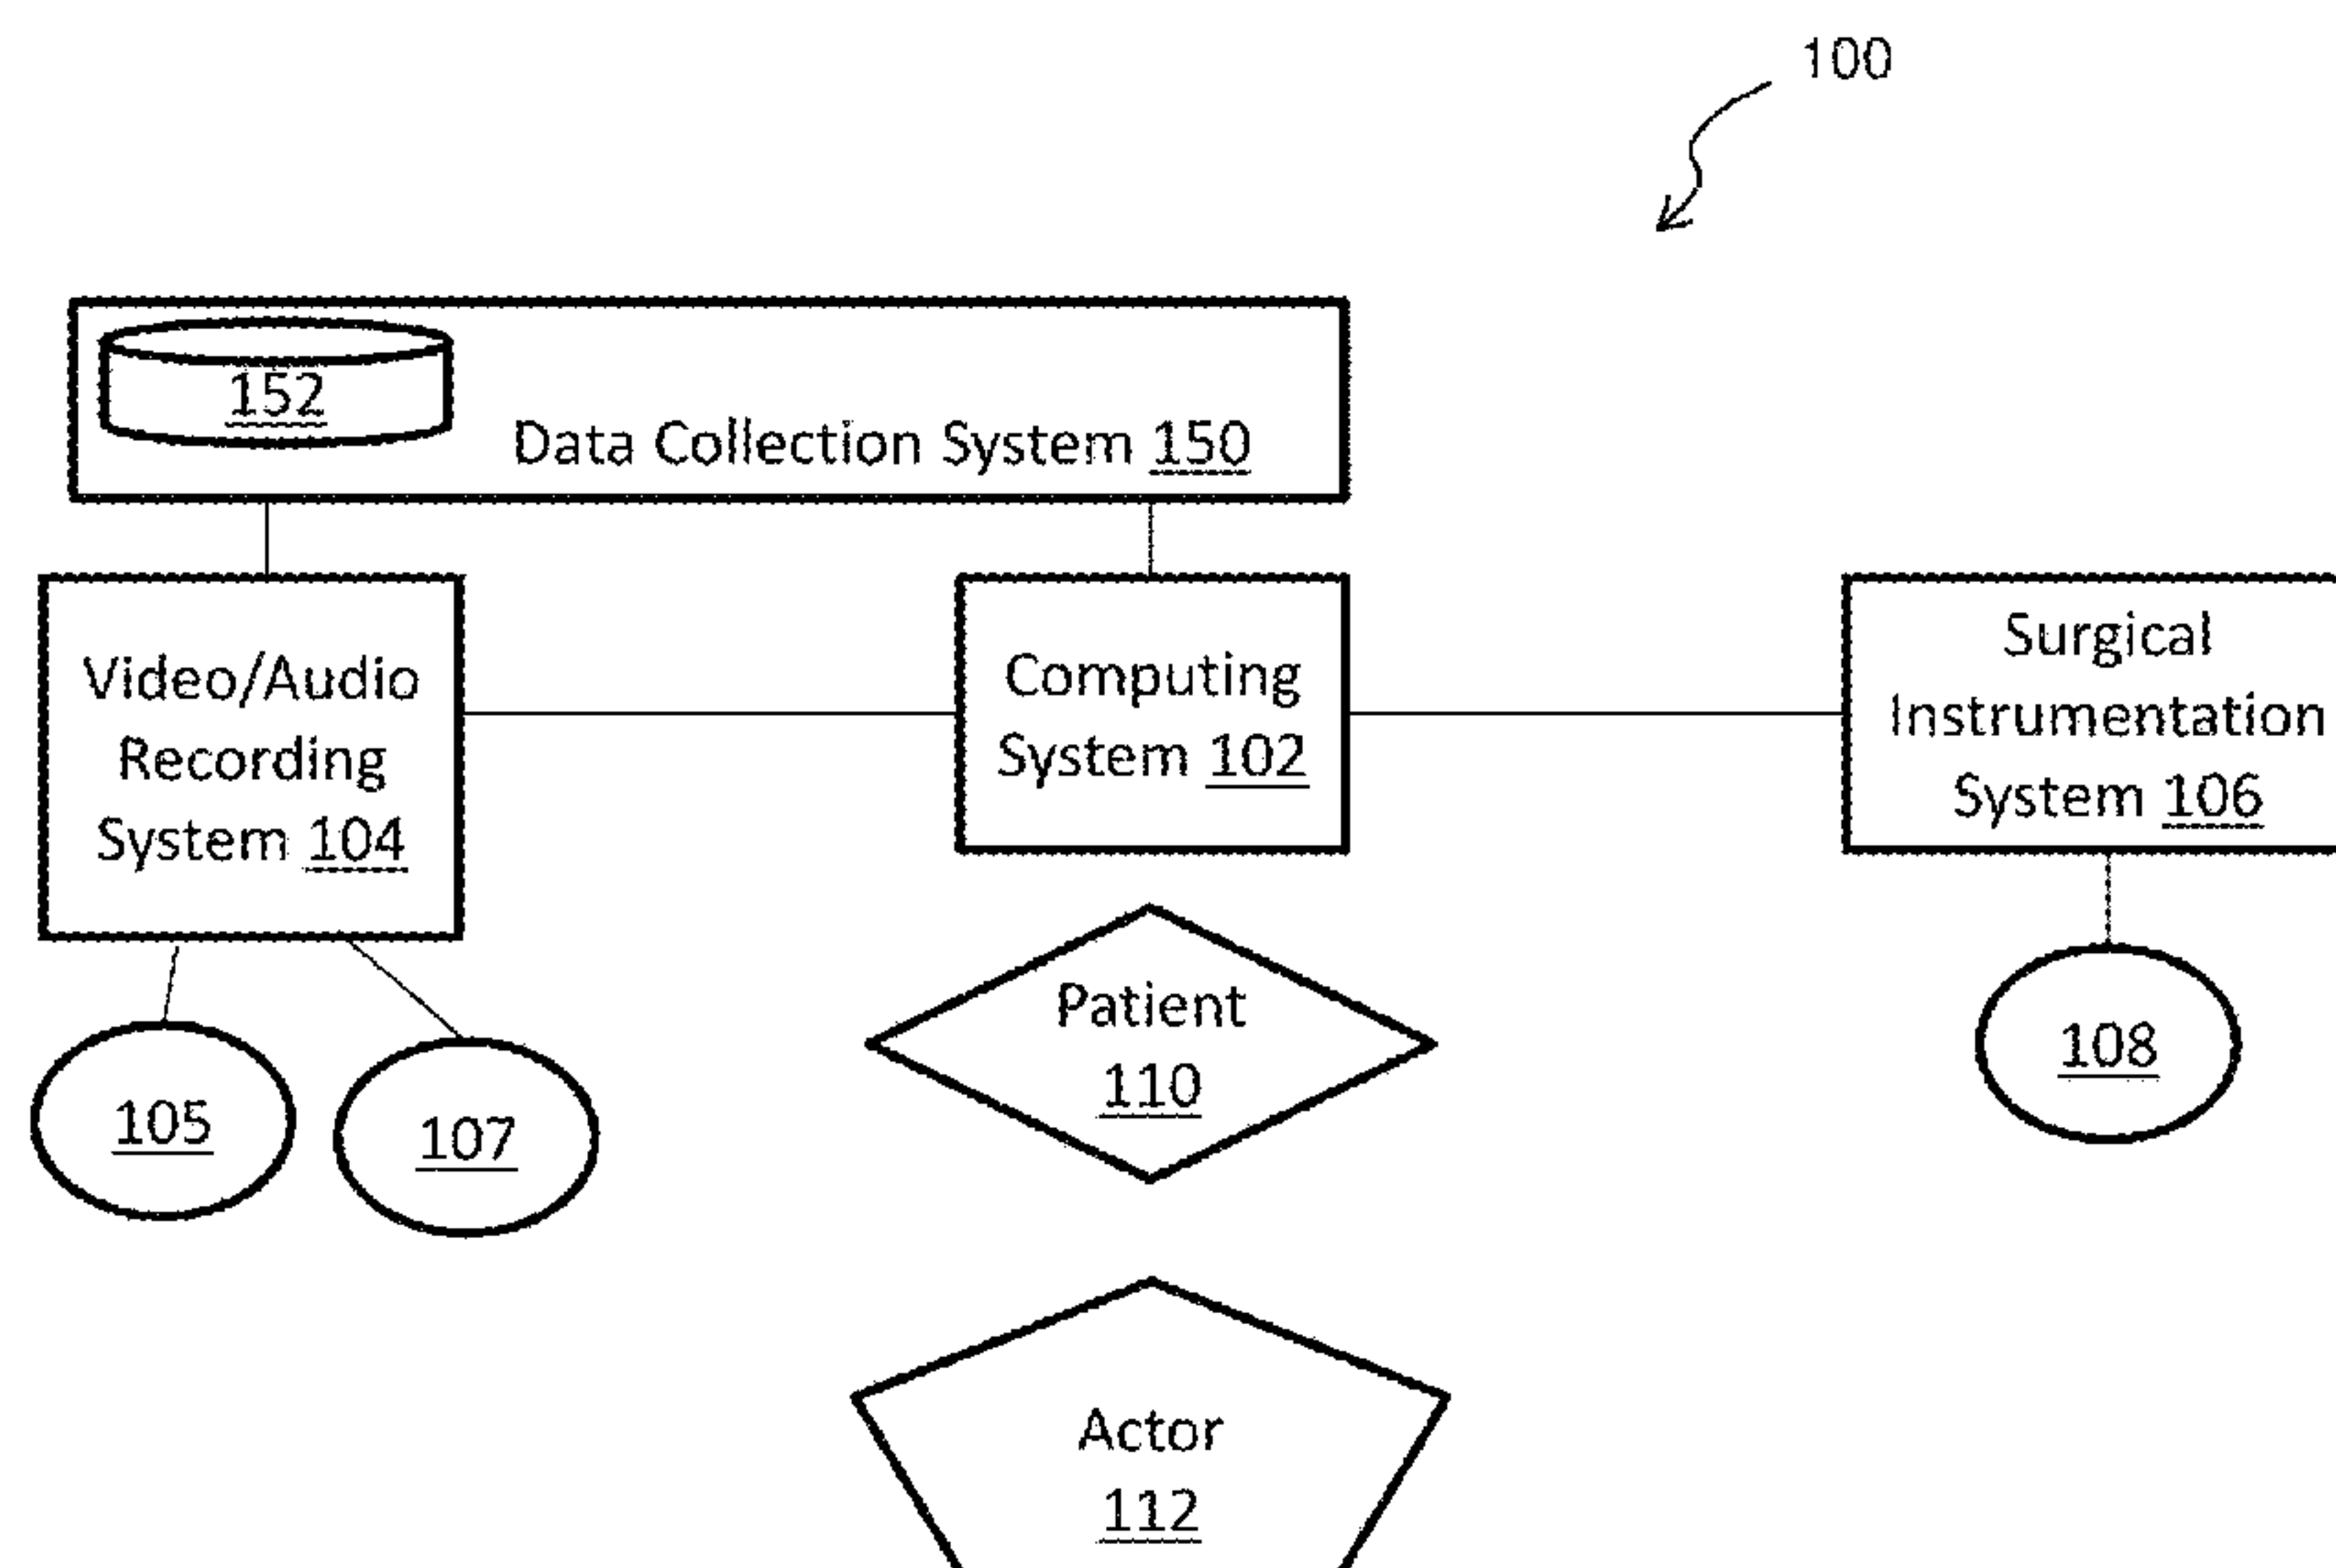 100
152
Data Collection System 150
Video/Audio
Recording
System 104
Computing
System 102
Surgical
Instrumentation
System 106
105
107
Patient
110
108
Actor
112